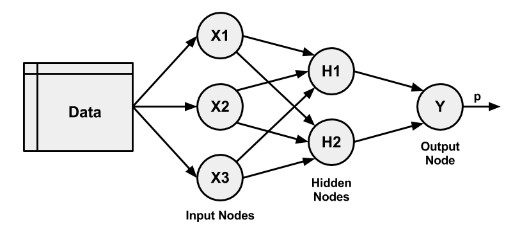 Data
X1
X2
X3
Input Nodes
H1
H2
Hidden
Nodes
Y
Output
Node
p